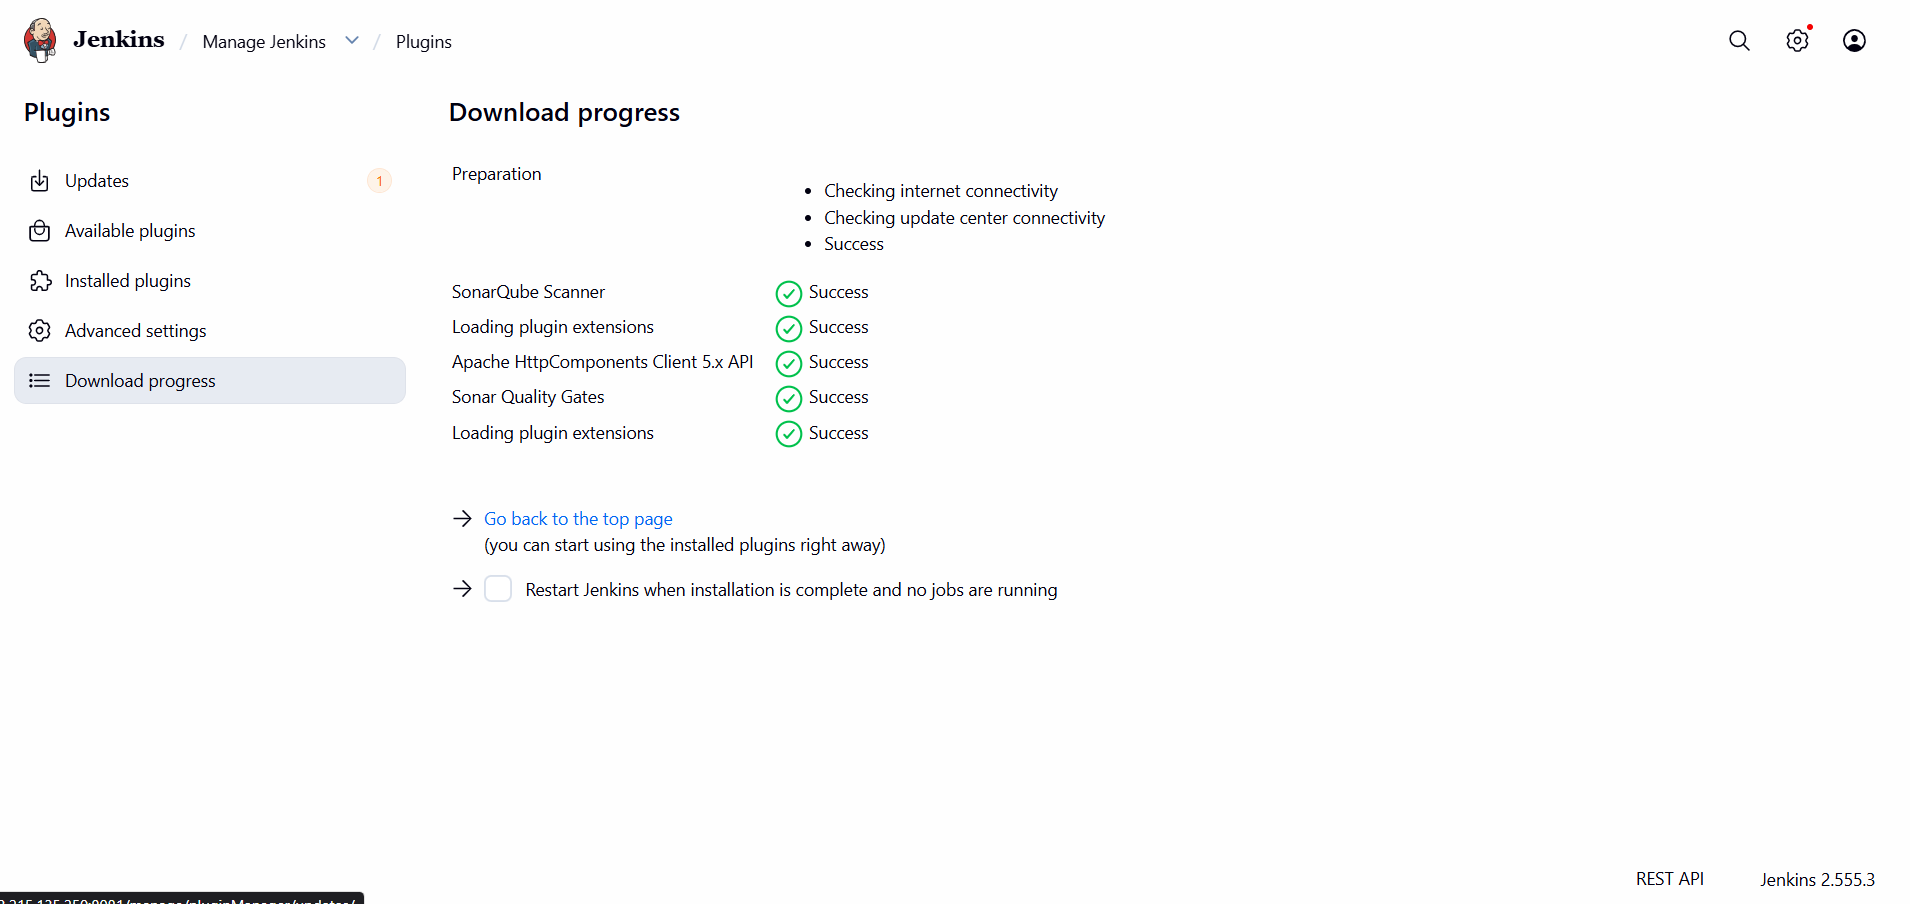 Jenkins / Manage Jenkins / Plugins
Plugins
Updates 1
Available plugins
Installed plugins
Advanced settings
Download progress
Download progress
Preparation
• Checking internet connectivity
• Checking update center connectivity
• Success
SonarQube Scanner Success
Loading plugin extensions Success
Apache HttpComponents Client 5.x API Success
Sonar Quality Gates Success
Loading plugin extensions Success
→ Go back to the top page
(you can start using the installed plugins right away)
→ Restart Jenkins when installation is complete and no jobs are running
REST API Jenkins 2.555.3